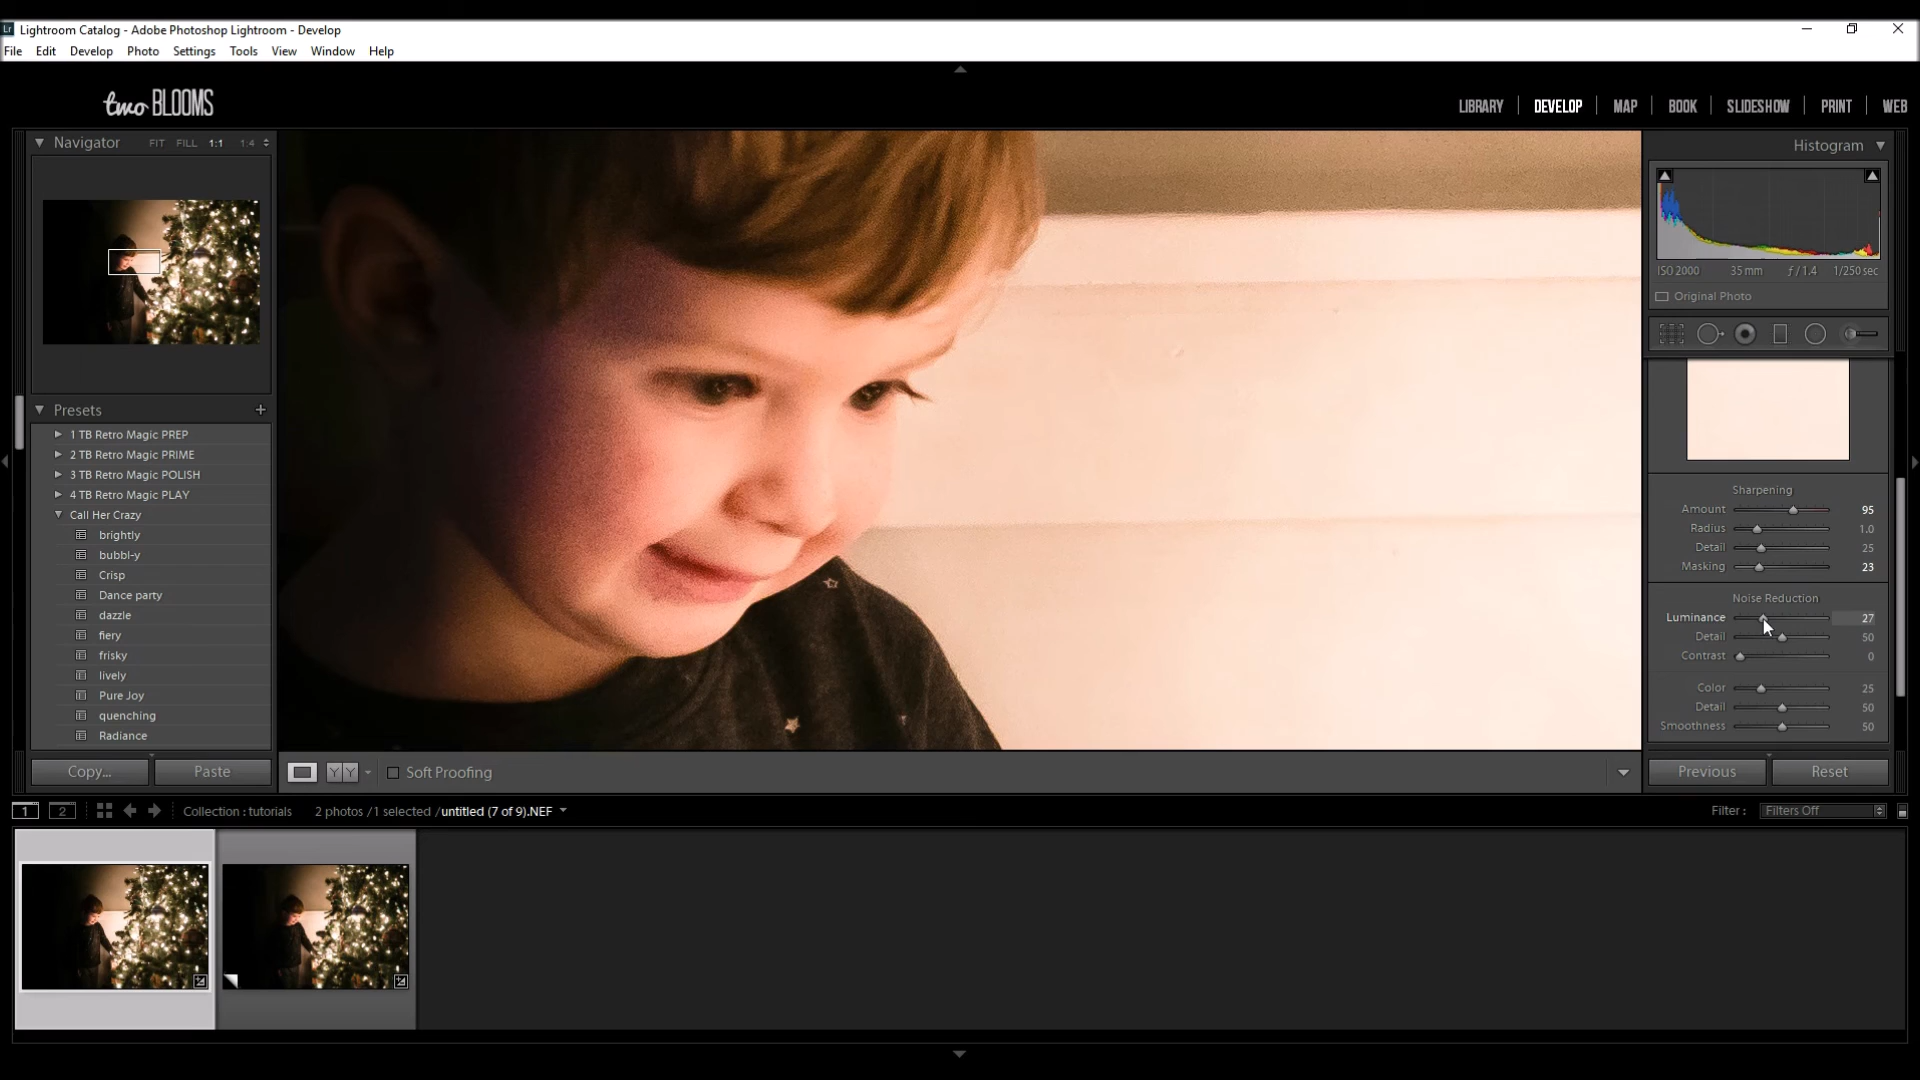 Lr Lightroom Catalog - Adobe Photoshop Lightroom - Develop
File Edit Develop Photo Settings Tools View Window Help
two BLOOMS
LIBRARY DEVELOP MAP BOOK SLIDESHOW PRINT WEB
Navigator FIT FILL 1:1 1:4
Histogram
ISO 2000 35 mm ƒ / 1.4 1/250 sec
Original Photo
Presets +
1 TB Retro Magic PREP
2 TB Retro Magic PRIME
3 TB Retro Magic POLISH
4 TB Retro Magic PLAY
Call Her Crazy
brightly
bubbl-y
Crisp
Dance party
dazzle
fiery
frisky
lively
Pure Joy
quenching
Radiance
Sharpening
Amount 95
Radius 1.0
Detail 25
Masking 23
Noise Reduction
Luminance 27
Detail 50
Contrast 0
Color 25
Detail 50
Smoothness 50
Copy... Paste
YY Soft Proofing
Previous Reset
1 2 Collection : tutorials 2 photos /1 selected /untitled (7 of 9).NEF
Filter : Filters Off